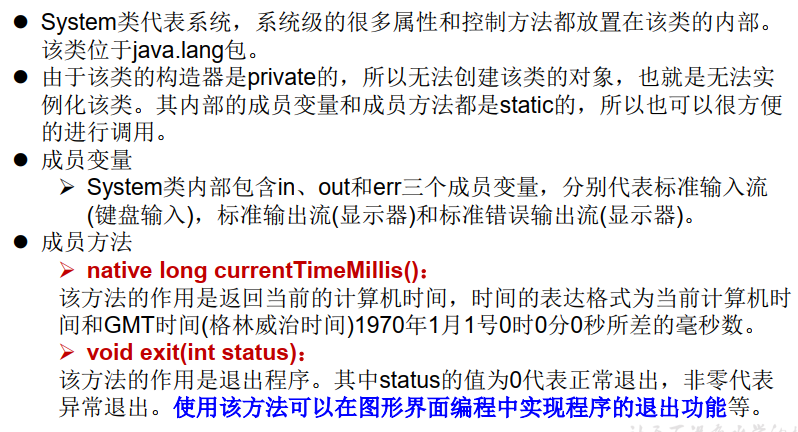 ● System类代表系统，系统级的很多属性和控制方法都放置在该类的内部。
该类位于java.lang包。
● 由于该类的构造器是private的，所以无法创建该类的对象，也就是无法实
例化该类。其内部的成员变量和成员方法都是static的，所以也可以很方便
的进行调用。
● 成员变量
➢ System类内部包含in、out和err三个成员变量，分别代表标准输入流
(键盘输入)，标准输出流(显示器)和标准错误输出流(显示器)。
● 成员方法
➢ native long currentTimeMillis()：
该方法的作用是返回当前的计算机时间，时间的表达格式为当前计算机时
间和GMT时间(格林威治时间)1970年1月1号0时0分0秒所差的毫秒数。
➢ void exit(int status)：
该方法的作用是退出程序。其中status的值为0代表正常退出，非零代表
异常退出。使用该方法可以在图形界面编程中实现程序的退出功能等。